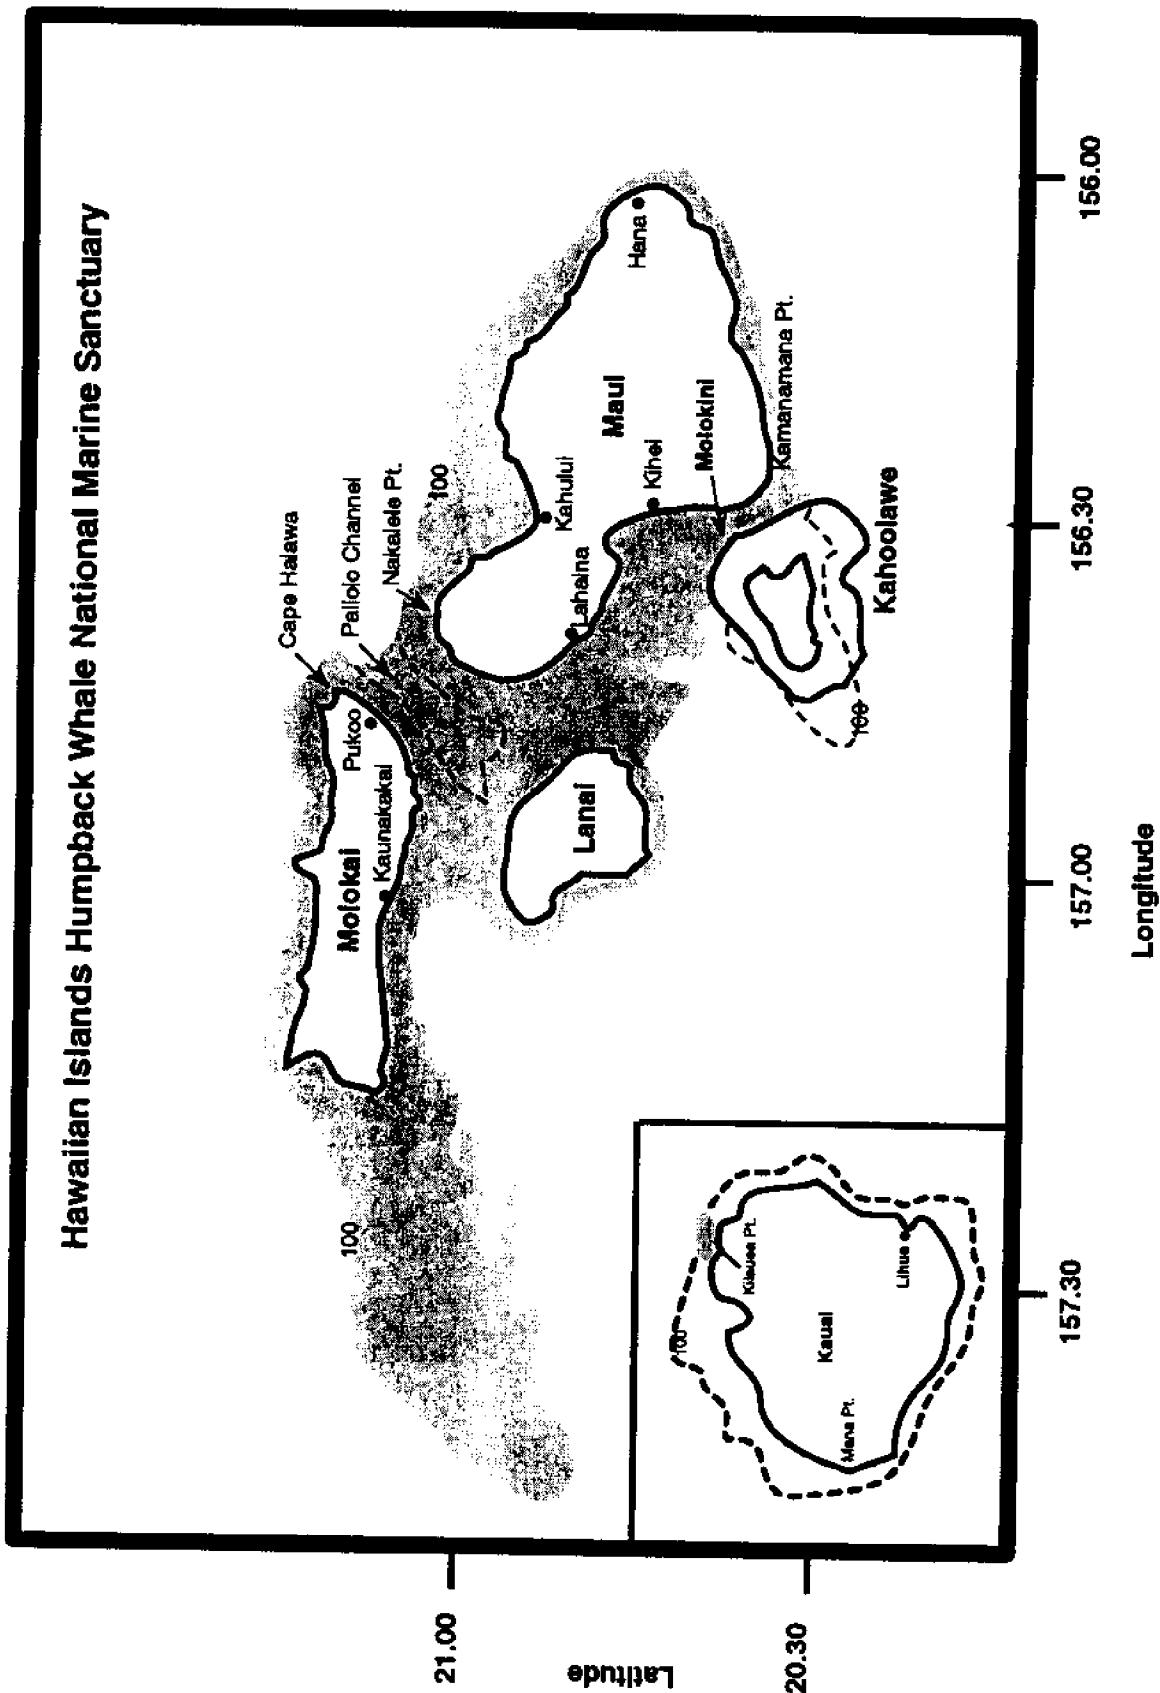 Hawaiian Islands Humpback Whale National Marine Sanctuary
Cape Halawa
Pailolo Channel
Nakalele Pt.
100
Pukoo
Molokai
Kaunakakai
100
Kahului
Lahaina
Maui
Kihei
Hana
Lanai
Molokini
Kamanamana Pt.
Kahoolawe
100
100
Kilauea Pt.
Kauai
Mana Pt.
Lihue
21.00
Latitude
20.30
157.30
157.00
156.30
156.00
Longitude